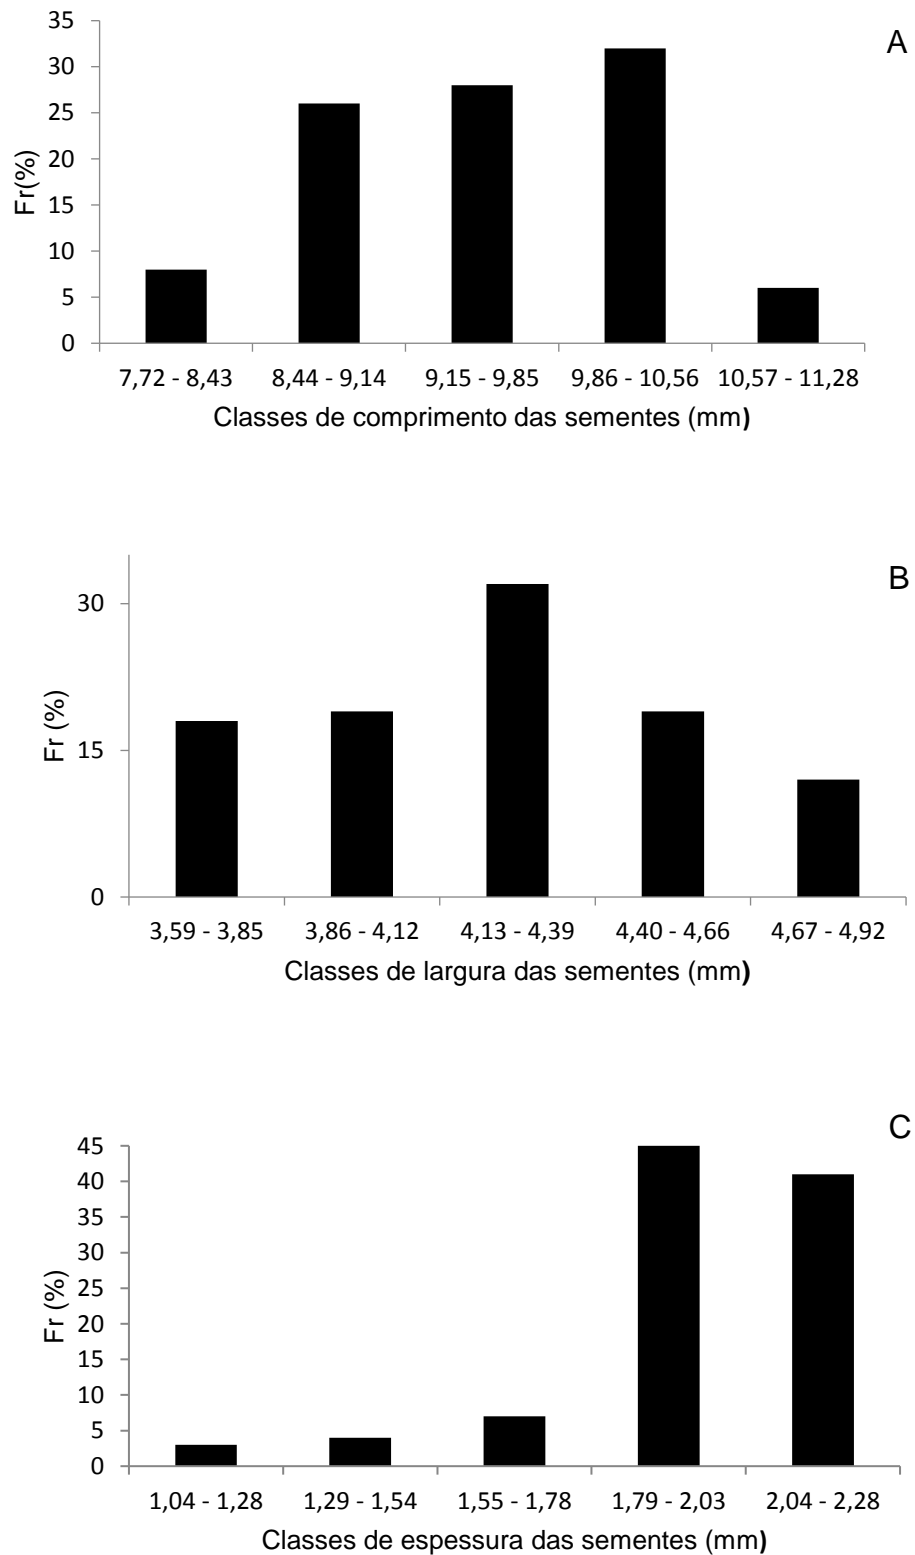 A
Fr(%)
35
30
25
20
15
10
5
0
7,72 - 8,43 8,44 - 9,14 9,15 - 9,85 9,86 - 10,56 10,57 - 11,28
Classes de comprimento das sementes (mm)
B
Fr (%)
30
15
0
3,59 - 3,85 3,86 - 4,12 4,13 - 4,39 4,40 - 4,66 4,67 - 4,92
Classes de largura das sementes (mm)
C
Fr (%)
45
40
35
30
25
20
15
10
5
0
1,04 - 1,28 1,29 - 1,54 1,55 - 1,78 1,79 - 2,03 2,04 - 2,28
Classes de espessura das sementes (mm)